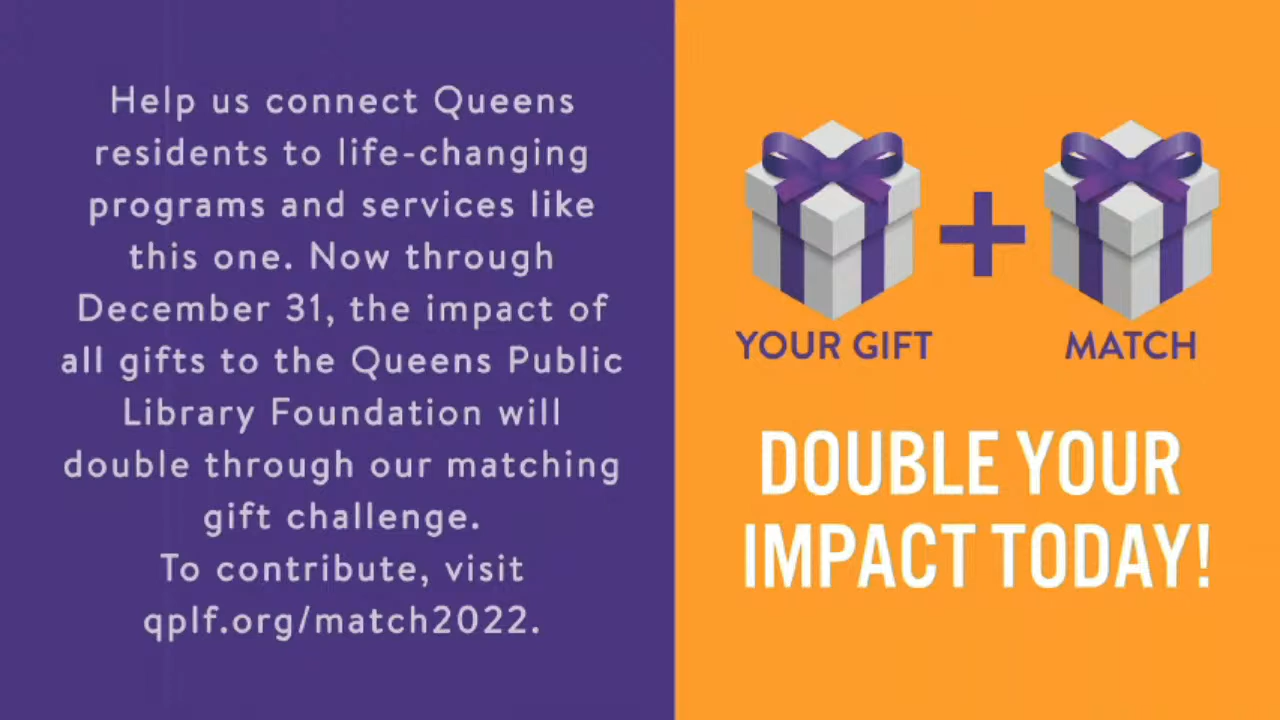 Help us connect Queens
residents to life-changing
programs and services like
this one. Now through
December 31, the impact of
all gifts to the Queens Public
Library Foundation will
double through our matching
gift challenge.
To contribute, visit
qplf.org/match2022.
YOUR GIFT
+
MATCH
DOUBLE YOUR
IMPACT TODAY!